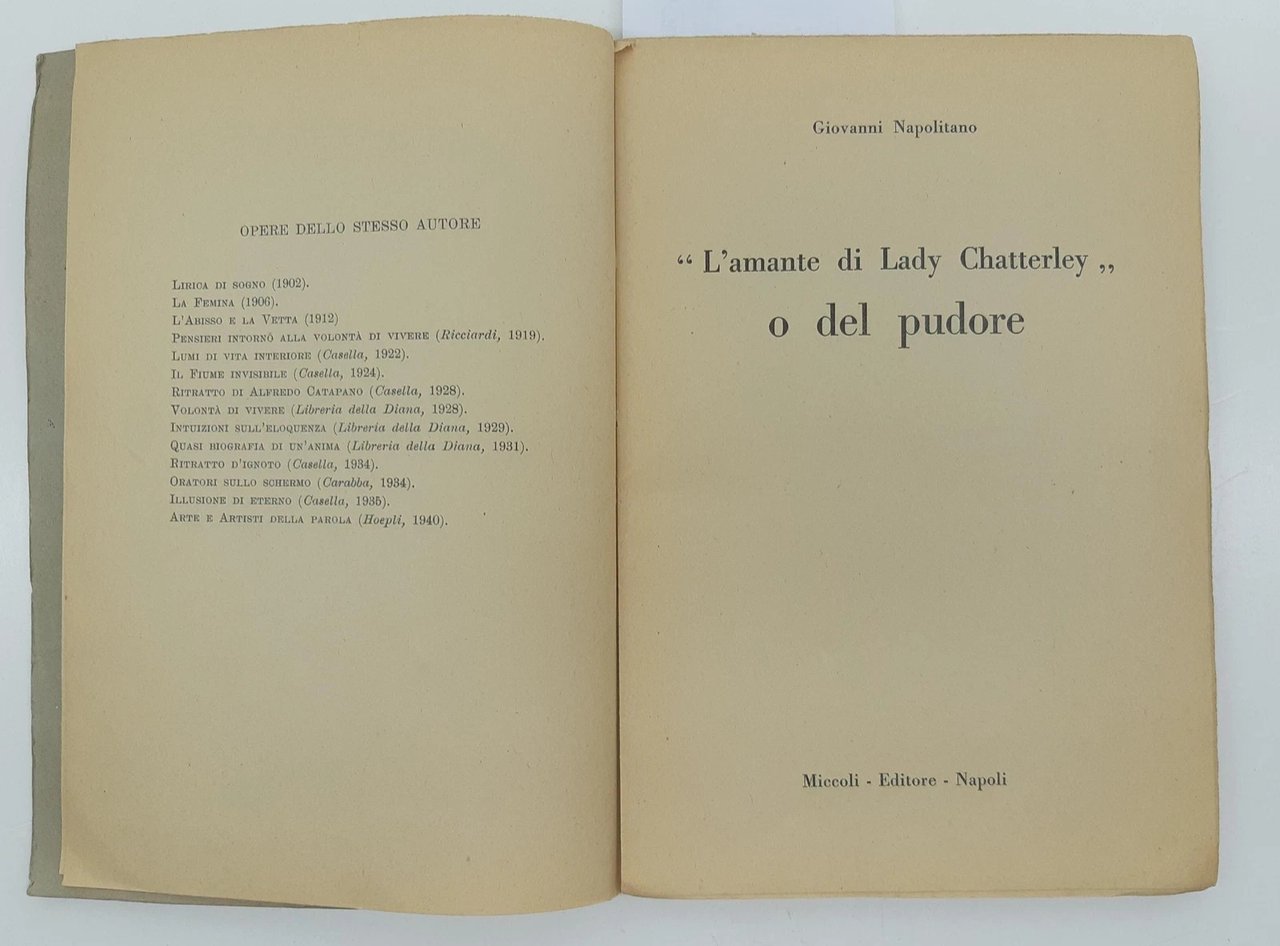 OPERE DELLO STESSO AUTORE
LIRICA DI SOGNO (1902).
LA FEMINA (1906).
L'ABISSO E LA VETTA (1912)
PENSIERI INTORNÓ ALLA VOLONTÀ DI VIVERE (Ricciardi, 1919).
LUMI DI VITA INTERIORE (Casella, 1922).
IL FIUME INVISIBILE (Casella, 1924).
RITRATTO DI ALFREDO CATAPANO (Casella, 1928).
VOLONTÀ DI VIVERE (Libreria della Diana, 1928).
INTUIZIONI SULL'ELOQUENZA (Libreria della Diana, 1929).
QUASI BIOGRAFIA DI UN'ANIMA (Libreria della Diana, 1931).
RITRATTO D'IGNOTO (Casella, 1934).
ORATORI SULLO SCHERMO (Carabba, 1934).
ILLUSIONE DI ETERNO (Casella, 1935).
ARTE E ARTISTI DELLA PAROLA (Hoepli, 1940).
Giovanni Napolitano
“ L'amante di Lady Chatterley „
o del pudore
Miccoli - Editore - Napoli